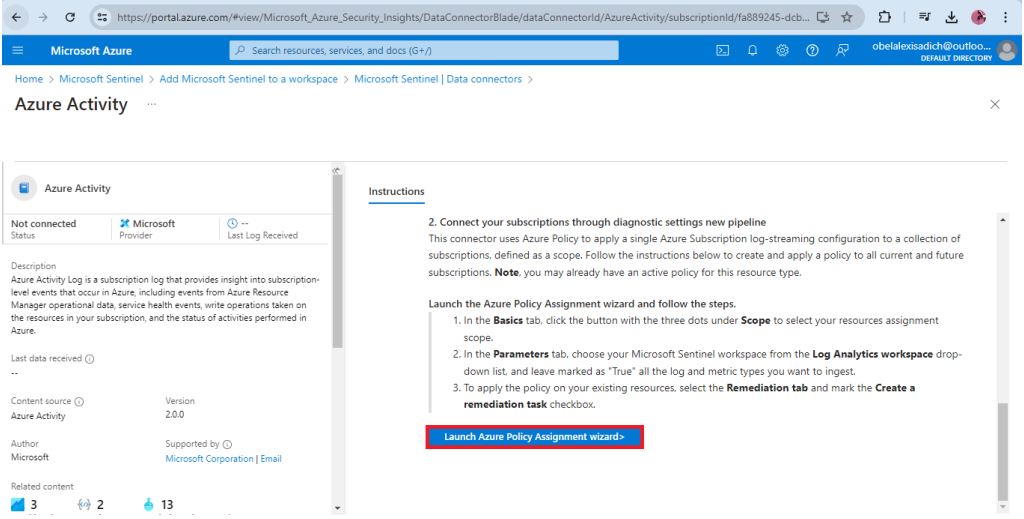 https://portal.azure.com/#view/Microsoft_Azure_Security_Insights/DataConnectorBlade/dataConnectorId/AzureActivity/subscriptionId/fa889245-dcb...
Microsoft Azure
Search resources, services, and docs (G+/)
obelalexisadich@outloo...
DEFAULT DIRECTORY
Home > Microsoft Sentinel > Add Microsoft Sentinel to a workspace > Microsoft Sentinel | Data connectors >
Azure Activity ...
Azure Activity
Not connected
Status
Microsoft
Provider
--
Last Log Received
Description
Azure Activity Log is a subscription log that provides insight into subscription-
level events that occur in Azure, including events from Azure Resource
Manager operational data, service health events, write operations taken on
the resources in your subscription, and the status of activities performed in
Azure.
Last data received
--
Content source
Azure Activity
Version
2.0.0
Author
Microsoft
Supported by
Microsoft Corporation | Email
Related content
3 2 13
Instructions
2. Connect your subscriptions through diagnostic settings new pipeline
This connector uses Azure Policy to apply a single Azure Subscription log-streaming configuration to a collection of
subscriptions, defined as a scope. Follow the instructions below to create and apply a policy to all current and future
subscriptions. Note, you may already have an active policy for this resource type.
Launch the Azure Policy Assignment wizard and follow the steps.
1. In the Basics tab, click the button with the three dots under Scope to select your resources assignment
scope.
2. In the Parameters tab, choose your Microsoft Sentinel workspace from the Log Analytics workspace drop-
down list, and leave marked as "True" all the log and metric types you want to ingest.
3. To apply the policy on your existing resources, select the Remediation tab and mark the Create a
remediation task checkbox.
Launch Azure Policy Assignment wizard>